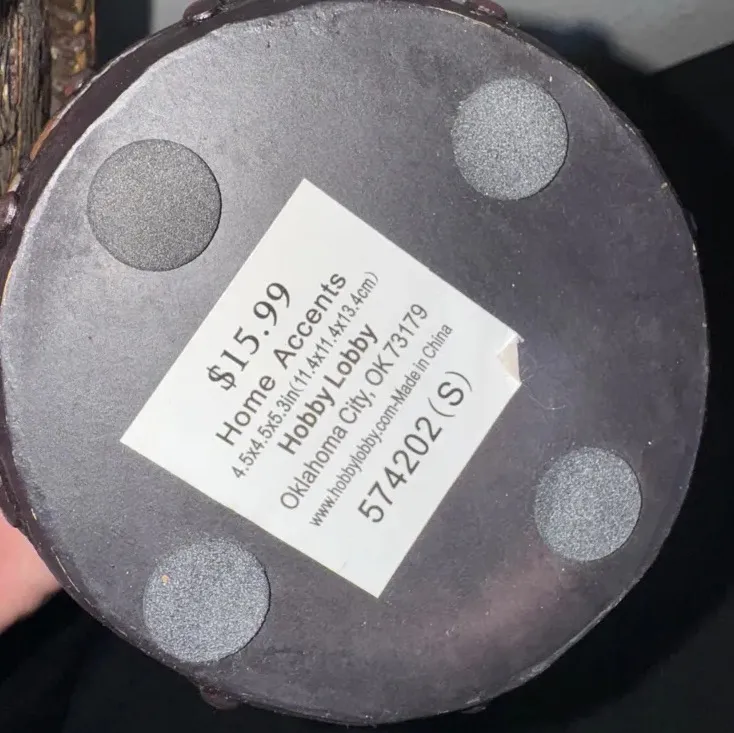 $15.99
Home Accents
4.5x4.5x5.3in(11.4x11.4x13.4cm)
Hobby Lobby
Oklahoma City, OK 73179
www.hobbylobby.com-Made in China
574202 (S)